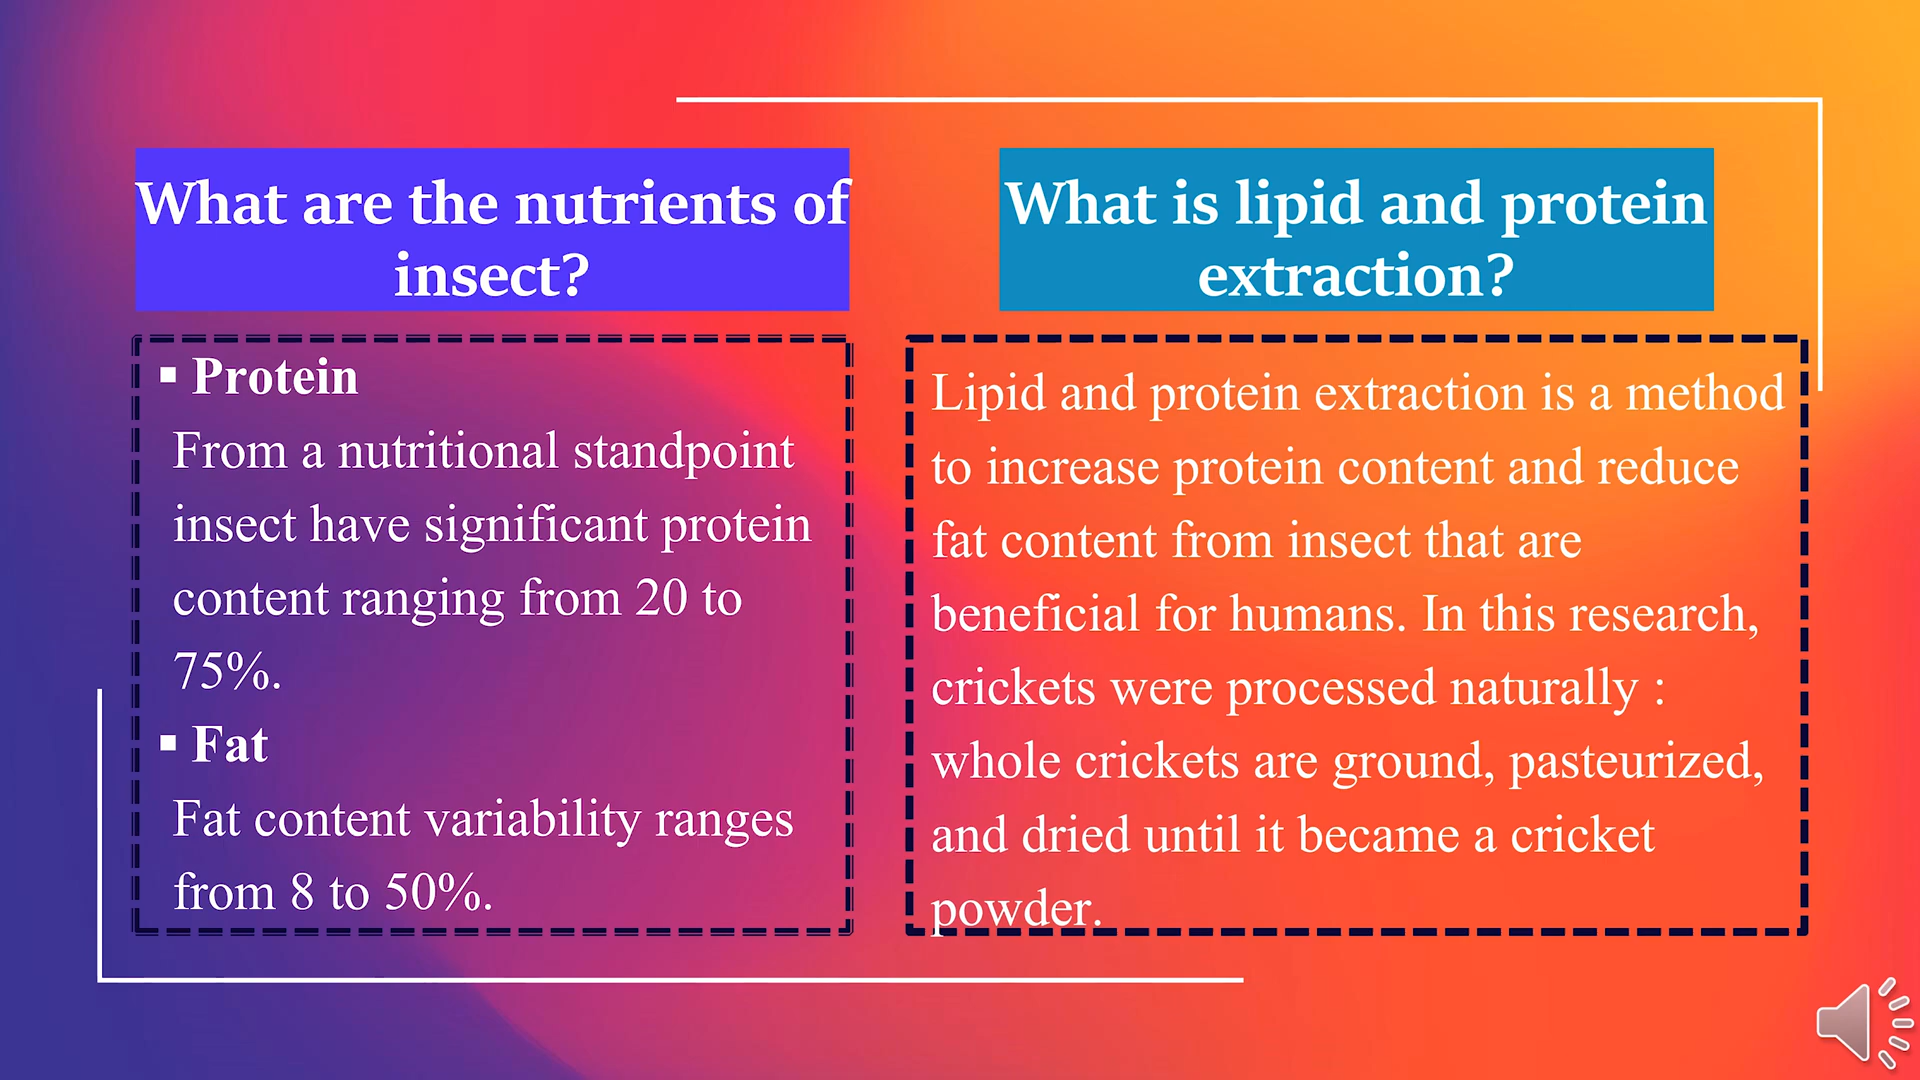 What are the nutrients of
insect?
▪ Protein
From a nutritional standpoint
insect have significant protein
content ranging from 20 to
75%.
▪ Fat
Fat content variability ranges
from 8 to 50%.
What is lipid and protein
extraction?
Lipid and protein extraction is a method
to increase protein content and reduce
fat content from insect that are
beneficial for humans. In this research,
crickets were processed naturally :
whole crickets are ground, pasteurized,
and dried until it became a cricket
powder.